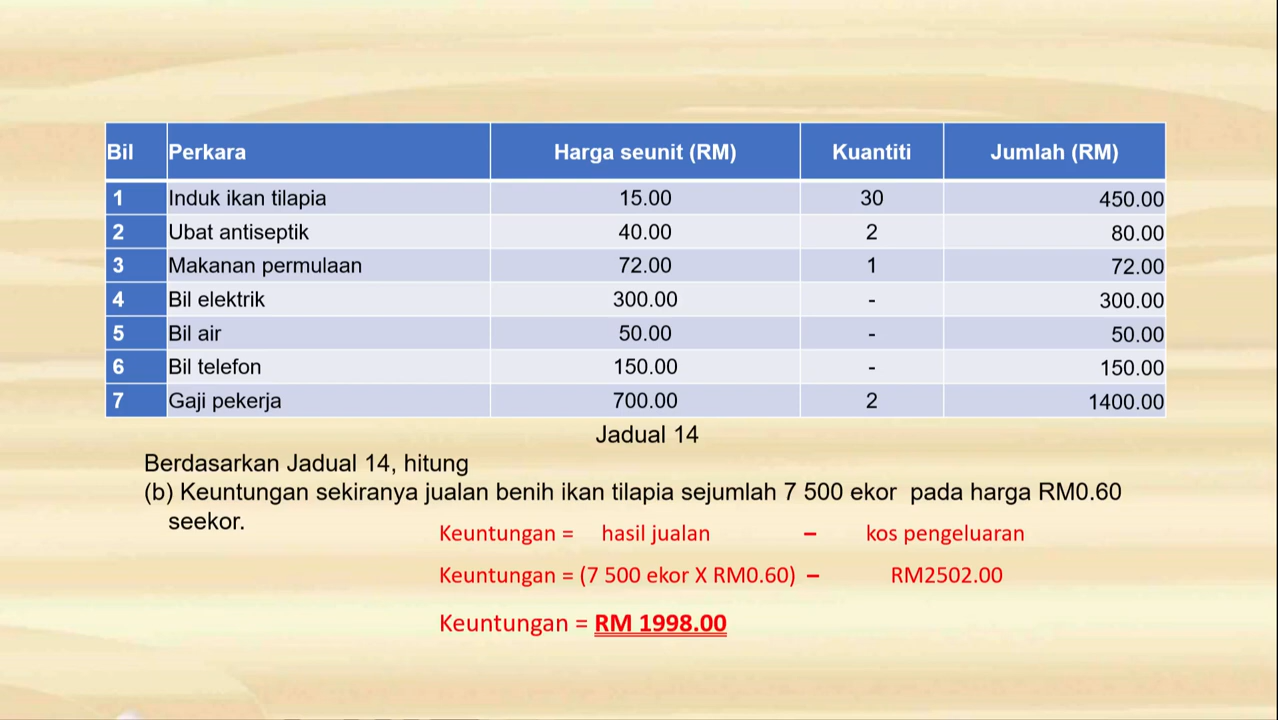 Bil Perkara Harga seunit (RM) Kuantiti Jumlah (RM)
1 Induk ikan tilapia 15.00 30 450.00
2 Ubat antiseptik 40.00 2 80.00
3 Makanan permulaan 72.00 1 72.00
4 Bil elektrik 300.00 - 300.00
5 Bil air 50.00 - 50.00
6 Bil telefon 150.00 - 150.00
7 Gaji pekerja 700.00 2 1400.00
Jadual 14
Berdasarkan Jadual 14, hitung
(b) Keuntungan sekiranya jualan benih ikan tilapia sejumlah 7 500 ekor pada harga RM0.60
seekor.
Keuntungan = hasil jualan – kos pengeluaran
Keuntungan = (7 500 ekor X RM0.60) – RM2502.00
Keuntungan = RM 1998.00